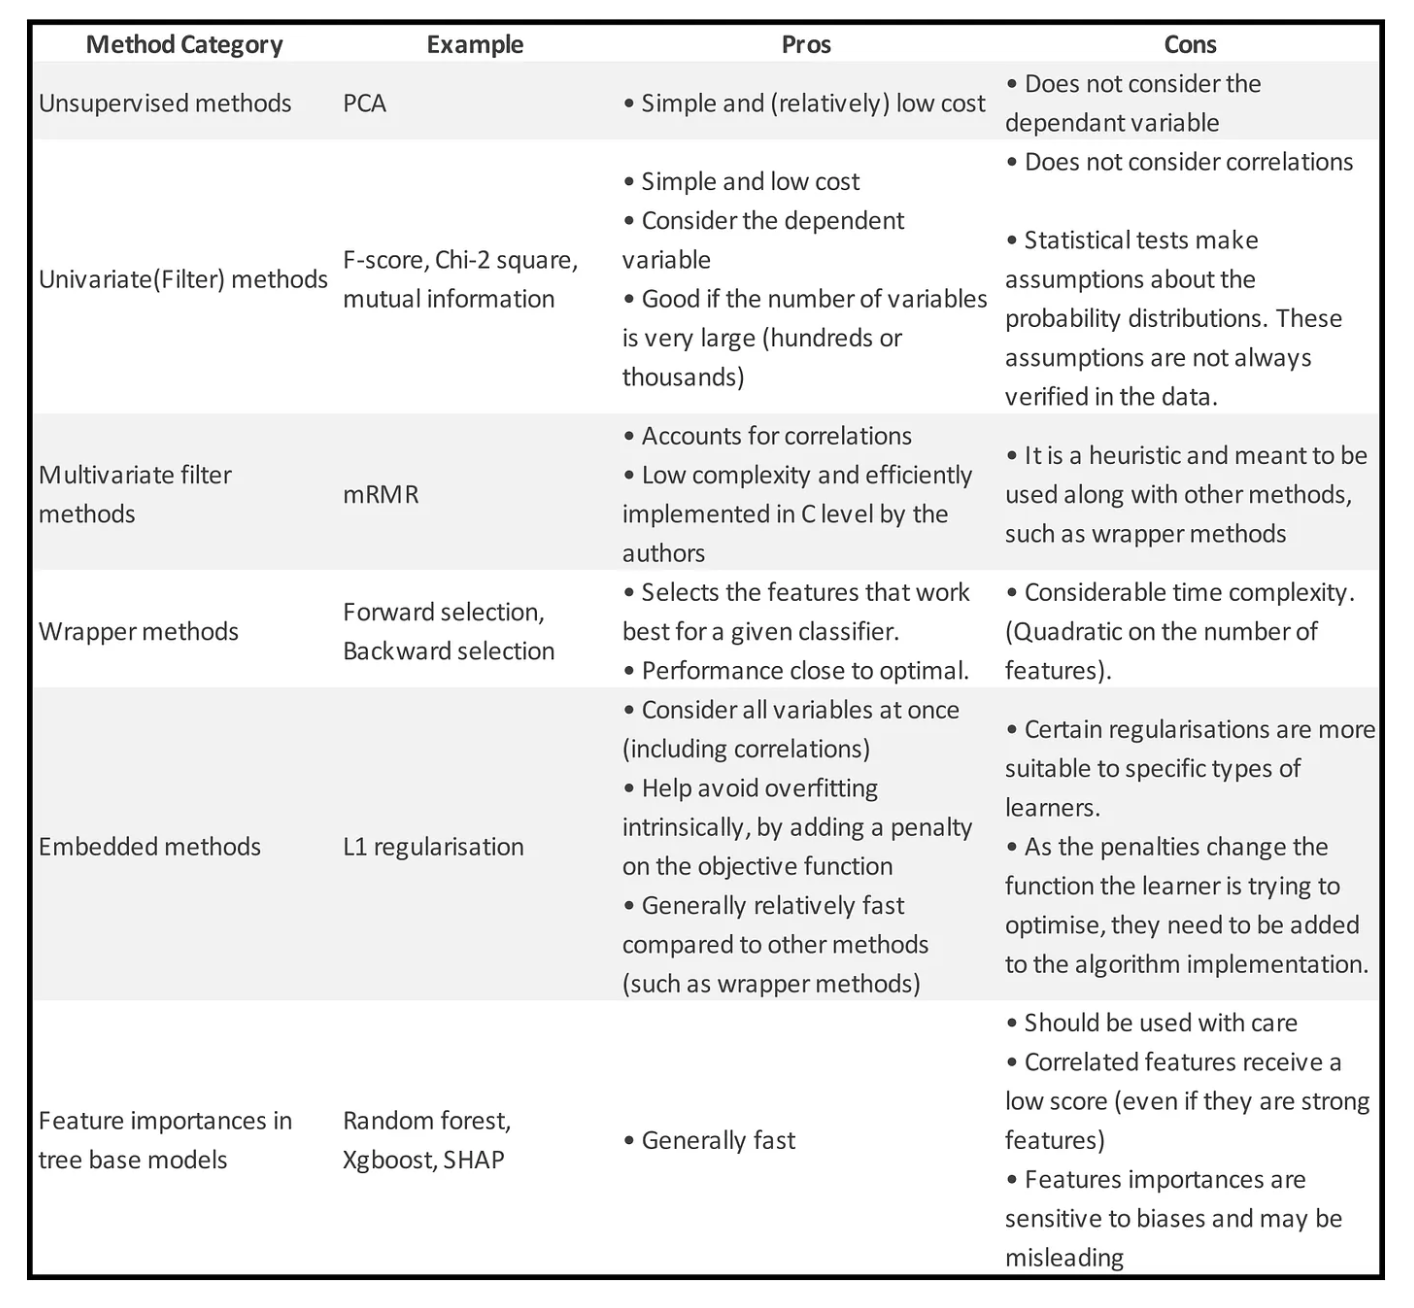 Method Category Example Pros Cons
Unsupervised methods
PCA
• Simple and (relatively) low cost
• Does not consider the
dependant variable
Univariate(Filter) methods
F-score, Chi-2 square,
mutual information
• Simple and low cost
• Consider the dependent
variable
• Good if the number of variables
is very large (hundreds or
thousands)
• Does not consider correlations
• Statistical tests make
assumptions about the
probability distributions. These
assumptions are not always
verified in the data.
Multivariate filter
methods
mRMR
• Accounts for correlations
• Low complexity and efficiently
implemented in C level by the
authors
• It is a heuristic and meant to be
used along with other methods,
such as wrapper methods
Wrapper methods
Forward selection,
Backward selection
• Selects the features that work
best for a given classifier.
• Performance close to optimal.
• Considerable time complexity.
(Quadratic on the number of
features).
Embedded methods
L1 regularisation
• Consider all variables at once
(including correlations)
• Help avoid overfitting
intrinsically, by adding a penalty
on the objective function
• Generally relatively fast
compared to other methods
(such as wrapper methods)
• Certain regularisations are more
suitable to specific types of
learners.
• As the penalties change the
function the learner is trying to
optimise, they need to be added
to the algorithm implementation.
Feature importances in
tree base models
Random forest,
Xgboost, SHAP
• Generally fast
• Should be used with care
• Correlated features receive a
low score (even if they are strong
features)
• Features importances are
sensitive to biases and may be
misleading